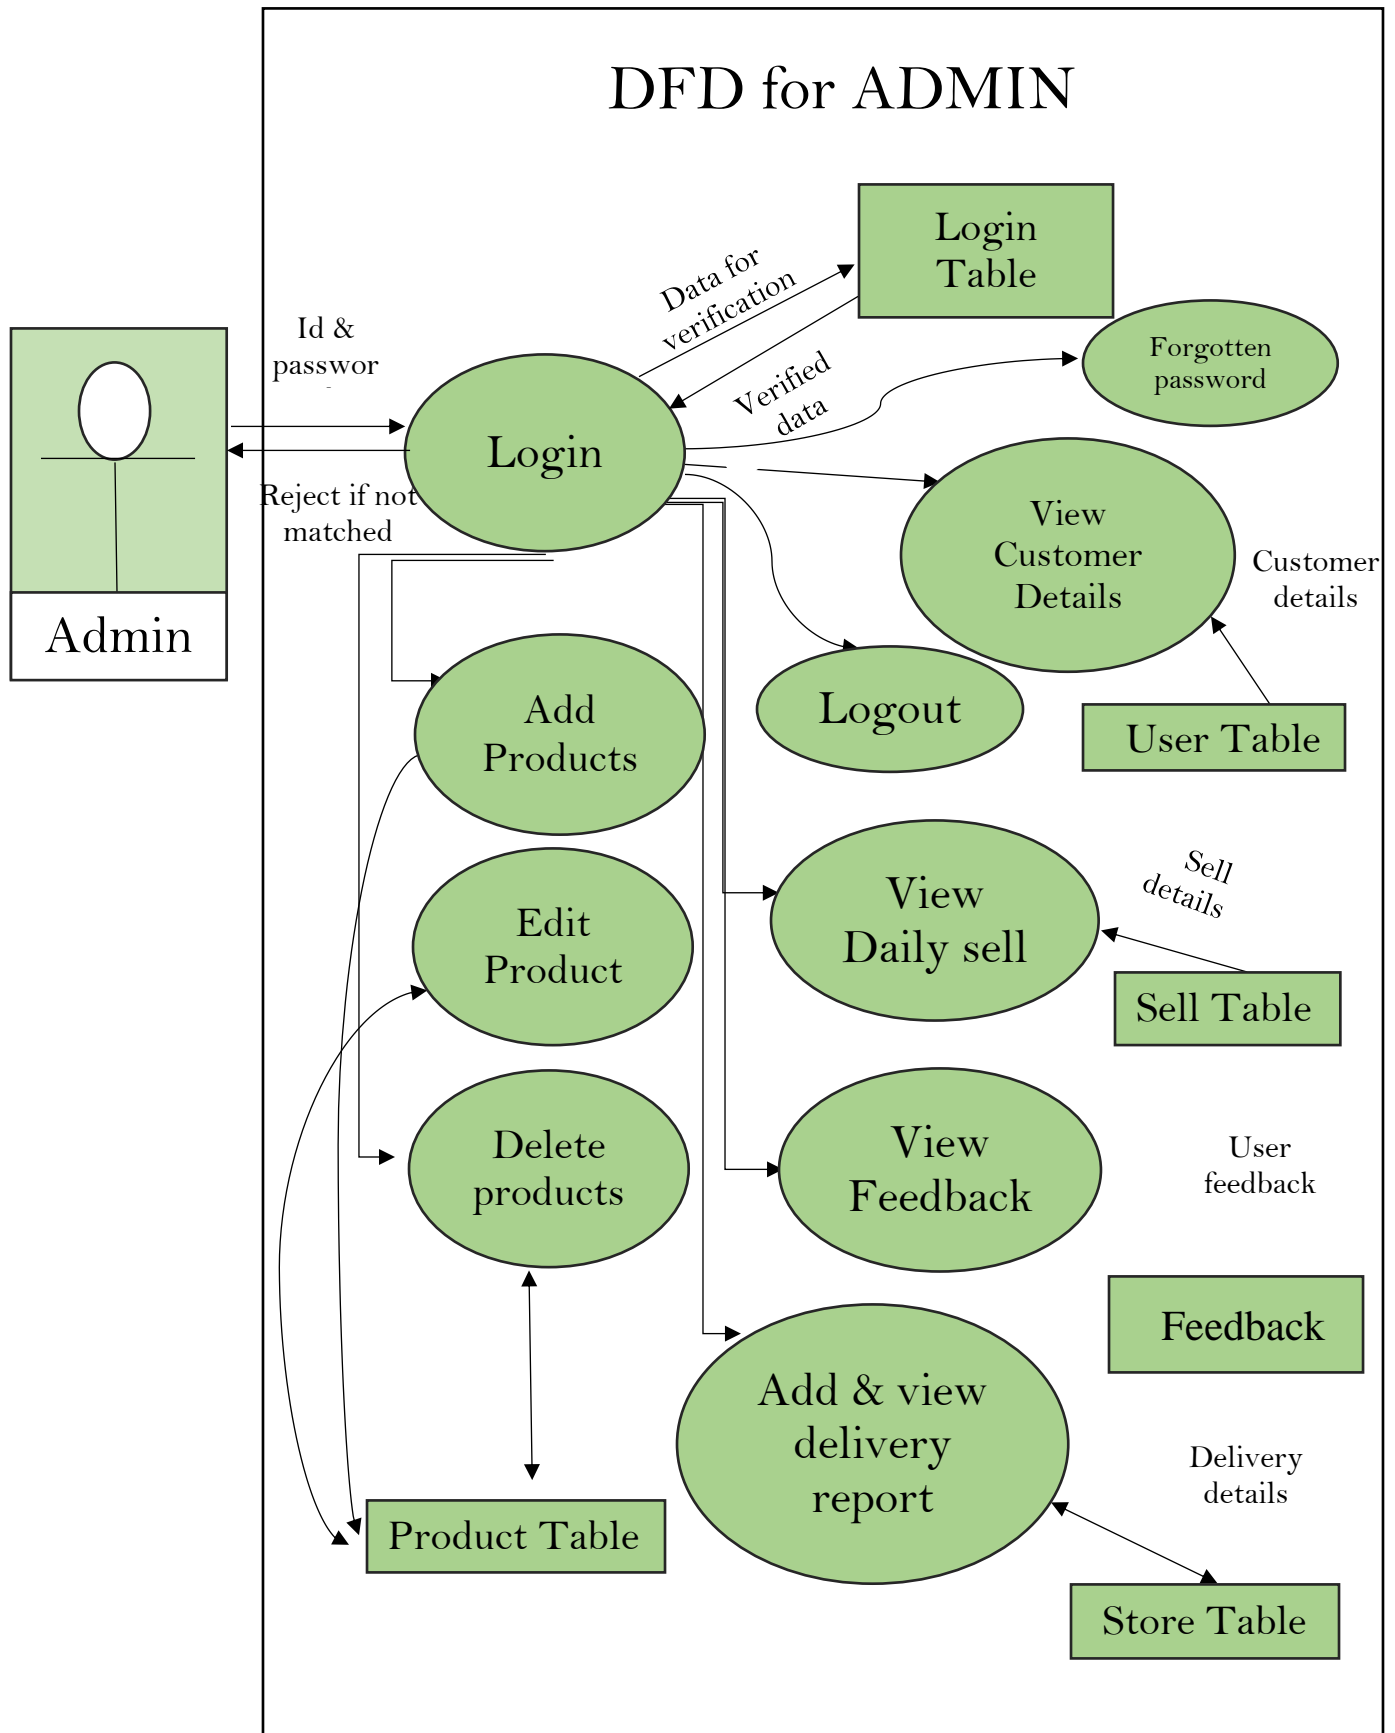 DFD for ADMIN
Login
Table
Data for
verification
Id &
passwor
Forgotten
password
Verified
data
Login
Reject if not
matched
View
Customer
Details
Customer
details
Admin
Add
Products
Logout
User Table
View
Daily sell
Sell
details
Edit
Product
Sell Table
Delete
products
View
Feedback
User
feedback
Feedback
Add & view
delivery
report
Delivery
details
Product Table
Store Table